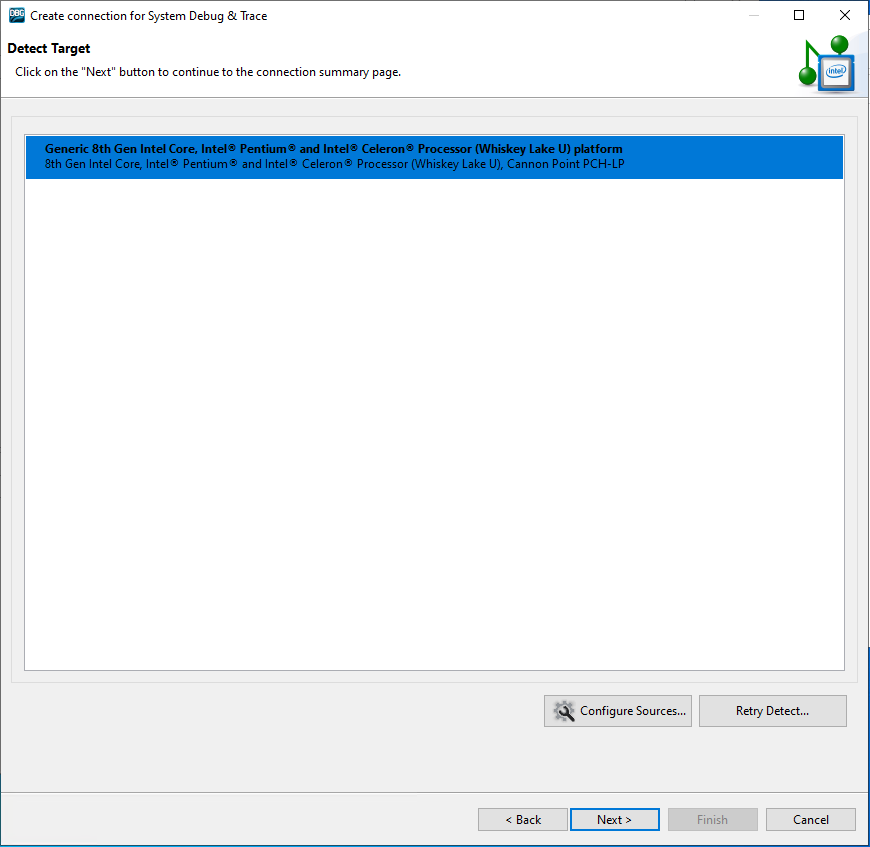 DBG
Create connection for System Debug & Trace
Detect Target
Click on the "Next" button to continue to the connection summary page.
intel
Generic 8th Gen Intel Core, Intel® Pentium® and Intel® Celeron® Processor (Whiskey Lake U) platform
8th Gen Intel Core, Intel® Pentium® and Intel® Celeron® Processor (Whiskey Lake U), Cannon Point PCH-LP
Configure Sources...
Retry Detect...
< Back
Next >
Finish
Cancel